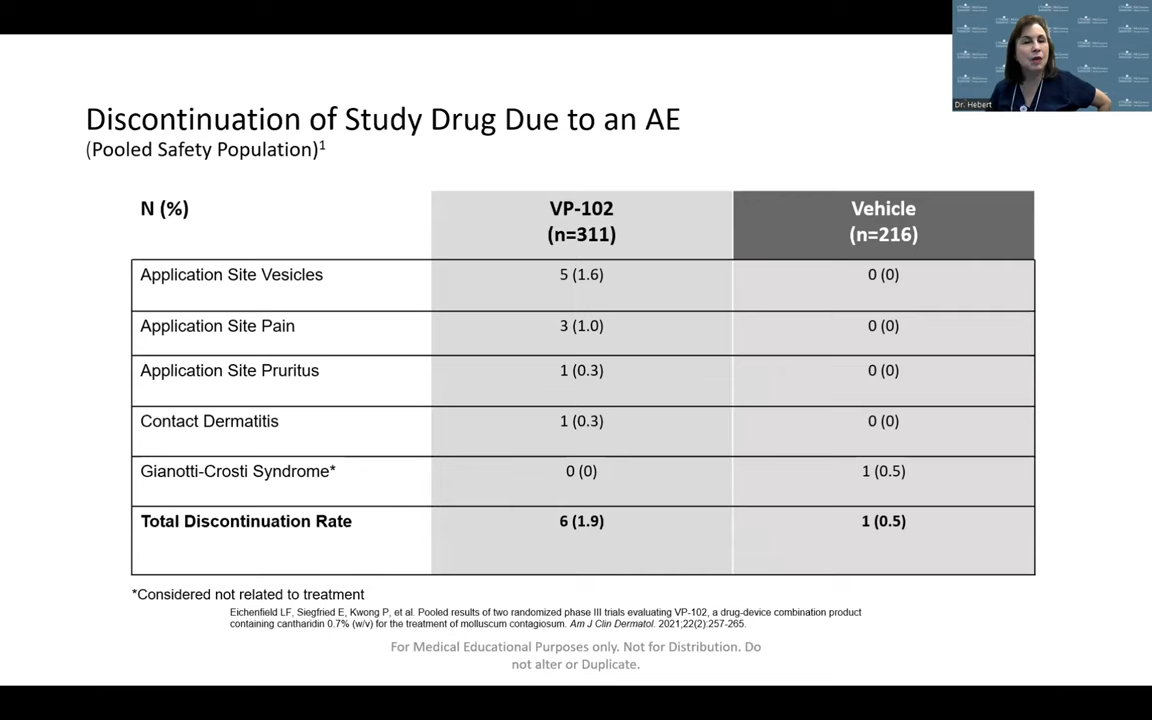 Dr. Hebert
Discontinuation of Study Drug Due to an AE
(Pooled Safety Population)1
N (%)
VP-102
(n=311)
Vehicle
(n=216)
Application Site Vesicles 5 (1.6) 0 (0)
Application Site Pain 3 (1.0) 0 (0)
Application Site Pruritus 1 (0.3) 0 (0)
Contact Dermatitis 1 (0.3) 0 (0)
Gianotti-Crosti Syndrome* 0 (0) 1 (0.5)
Total Discontinuation Rate 6 (1.9) 1 (0.5)
*Considered not related to treatment
Eichenfield LF, Siegfried E, Kwong P, et al. Pooled results of two randomized phase III trials evaluating VP-102, a drug-device combination product
containing cantharidin 0.7% (w/v) for the treatment of molluscum contagiosum. Am J Clin Dermatol. 2021;22(2):257-265.
For Medical Educational Purposes only. Not for Distribution. Do
not alter or Duplicate.